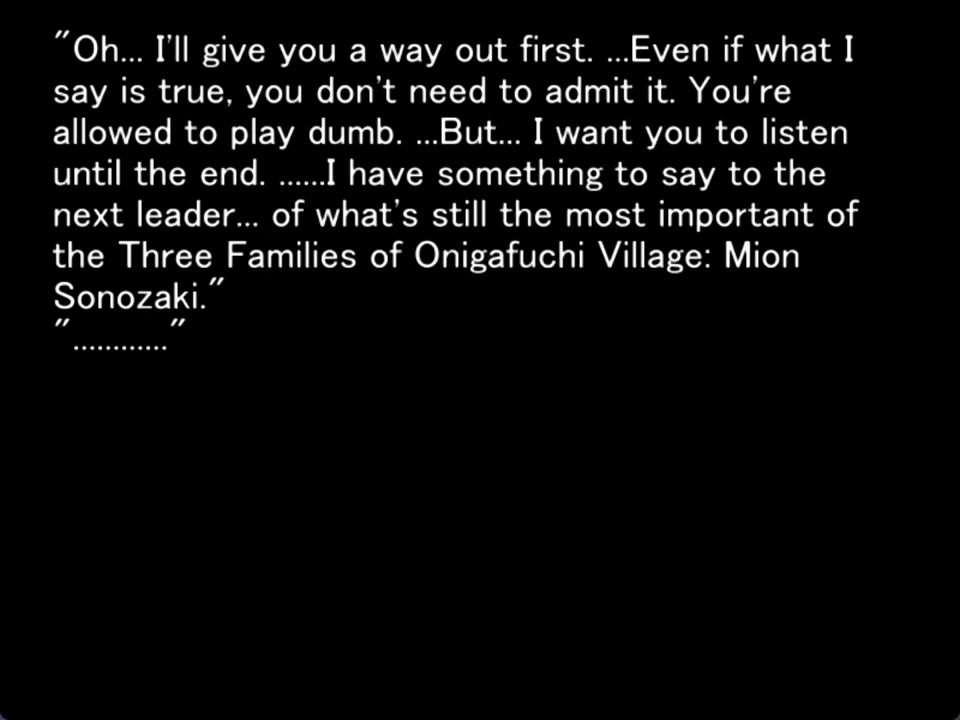 "Oh... I'll give you a way out first. ...Even if what I
say is true, you don't need to admit it. You're
allowed to play dumb. ...But... I want you to listen
until the end. ......I have something to say to the
next leader... of what's still the most important of
the Three Families of Onigafuchi Village: Mion
Sonozaki."
"............"